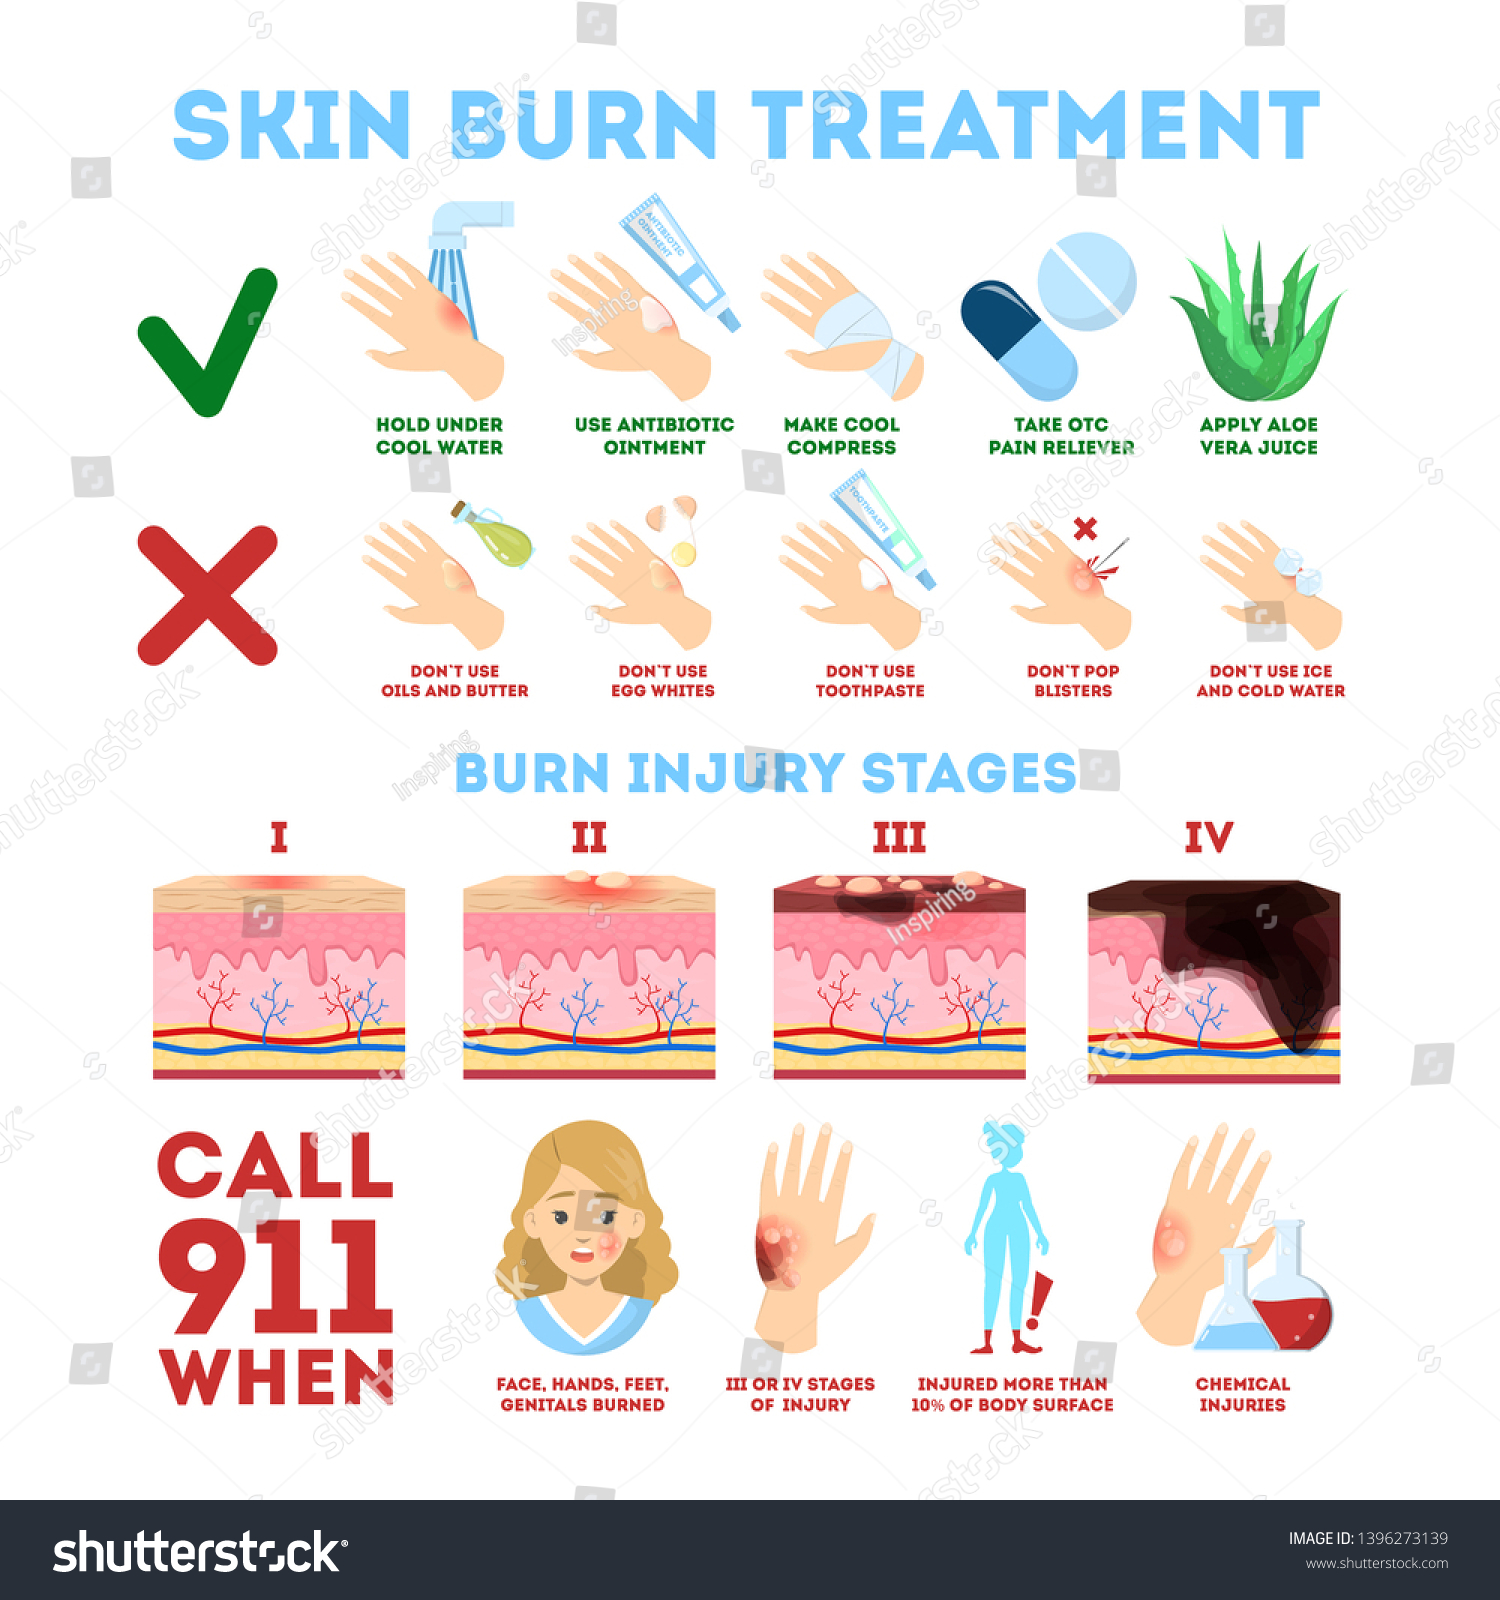 SKIN BURN TREATMENT
ANTIBIOTIC
OINTMENT
HOLD UNDER
COOL WATER
USE ANTIBIOTIC
OINTMENT
MAKE COOL
COMPRESS
TAKE OTC
PAIN RELIEVER
APPLY ALOE
VERA JUICE
TOOTHPASTE
DON'T USE
OILS AND BUTTER
DON'T USE
EGG WHITES
DON'T USE
TOOTHPASTE
DON'T POP
BLISTERS
DON'T USE ICE
AND COLD WATER
BURN INJURY STAGES
I
II
III
IV
CALL
911
WHEN
FACE, HANDS, FEET,
GENITALS BURNED
III OR IV STAGES
OF INJURY
INJURED MORE THAN
10% OF BODY SURFACE
CHEMICAL
INJURIES
shutterstock
Inspiring
shutterstock
IMAGE ID: 1396273139
www.shutterstock.com